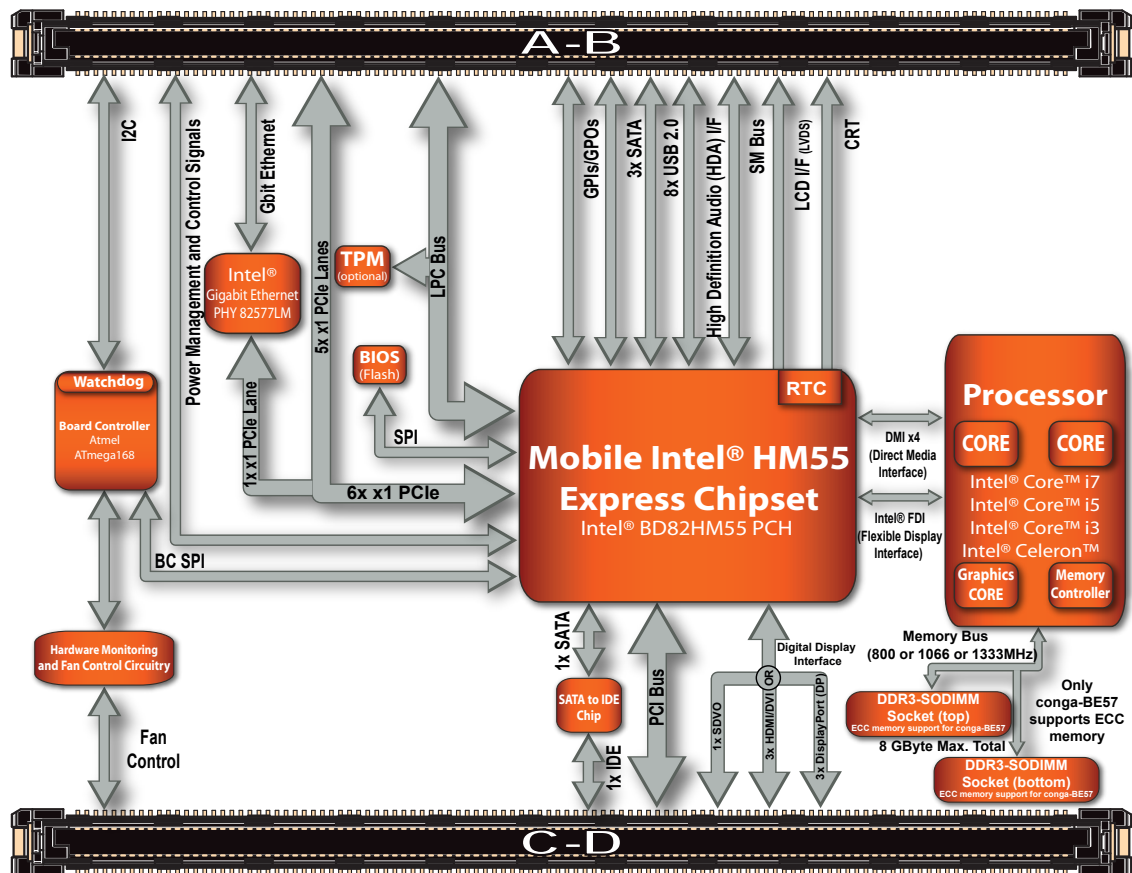 A-B
I2C
Power Management and Control Signals
Gbit Ethernet
5x x1 PCIe Lanes
LPC Bus
GPIs/GPOs
3x SATA
8x USB 2.0
High Definition Audio (HDA) I/F
SM Bus
LCD I/F (LVDS)
CRT
Intel®
Gigabit Ethernet
PHY 82577LM
TPM
(optional)
BIOS
(Flash)
SPI
1x x1 PCIe Lane
6x x1 PCIe
Watchdog
Board Controller
Atmel
ATmega168
BC SPI
Hardware Monitoring
and Fan Control Circuitry
Fan
Control
RTC
Mobile Intel® HM55
Express Chipset
Intel® BD82HM55 PCH
DMI x4
(Direct Media
Interface)
Intel® FDI
(Flexible Display
Interface)
Processor
CORE
CORE
Intel® Core™ i7
Intel® Core™ i5
Intel® Core™ i3
Intel® Celeron™
Graphics
CORE
Memory
Controller
Memory Bus
(800 or 1066 or 1333MHz)
DDR3-SODIMM
Socket (top)
ECC memory support for conga-BE57
8 GByte Max. Total
DDR3-SODIMM
Socket (bottom)
ECC memory support for conga-BE57
Only
conga-BE57
supports ECC
memory
1x SATA
SATA to IDE
Chip
1x IDE
PCI Bus
Digital Display
Interface
OR
1x SDVO
3x HDMI/DVI
3x DisplayPort (DP)
C-D